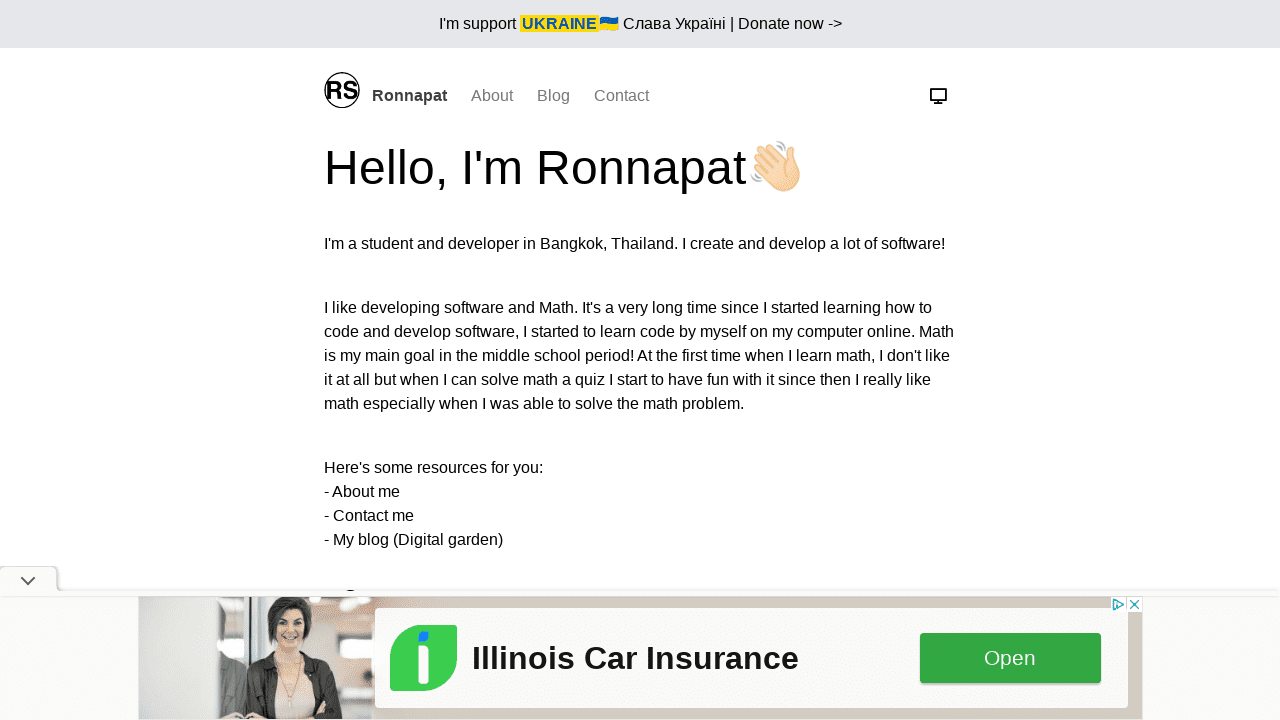 I'm support UKRAINE🇺🇦 Слава Україні | Donate now ->
RS Ronnapat About Blog Contact
Hello, I'm Ronnapat👋🏻
I'm a student and developer in Bangkok, Thailand. I create and develop a lot of software!
I like developing software and Math. It's a very long time since I started learning how to
code and develop software, I started to learn code by myself on my computer online. Math
is my main goal in the middle school period! At the first time when I learn math, I don't like
it at all but when I can solve math a quiz I start to have fun with it since then I really like
math especially when I was able to solve the math problem.
Here's some resources for you:
- About me
- Contact me
- My blog (Digital garden)
Illinois Car Insurance
Open